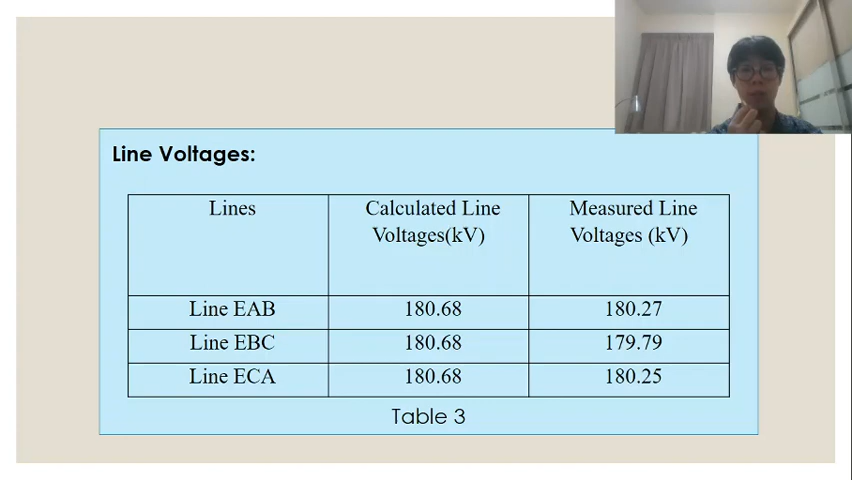 Line Voltages:
Lines
Calculated Line
Voltages(kV)
Measured Line
Voltages (kV)
Line EAB 180.68 180.27
Line EBC 180.68 179.79
Line ECA 180.68 180.25
Table 3